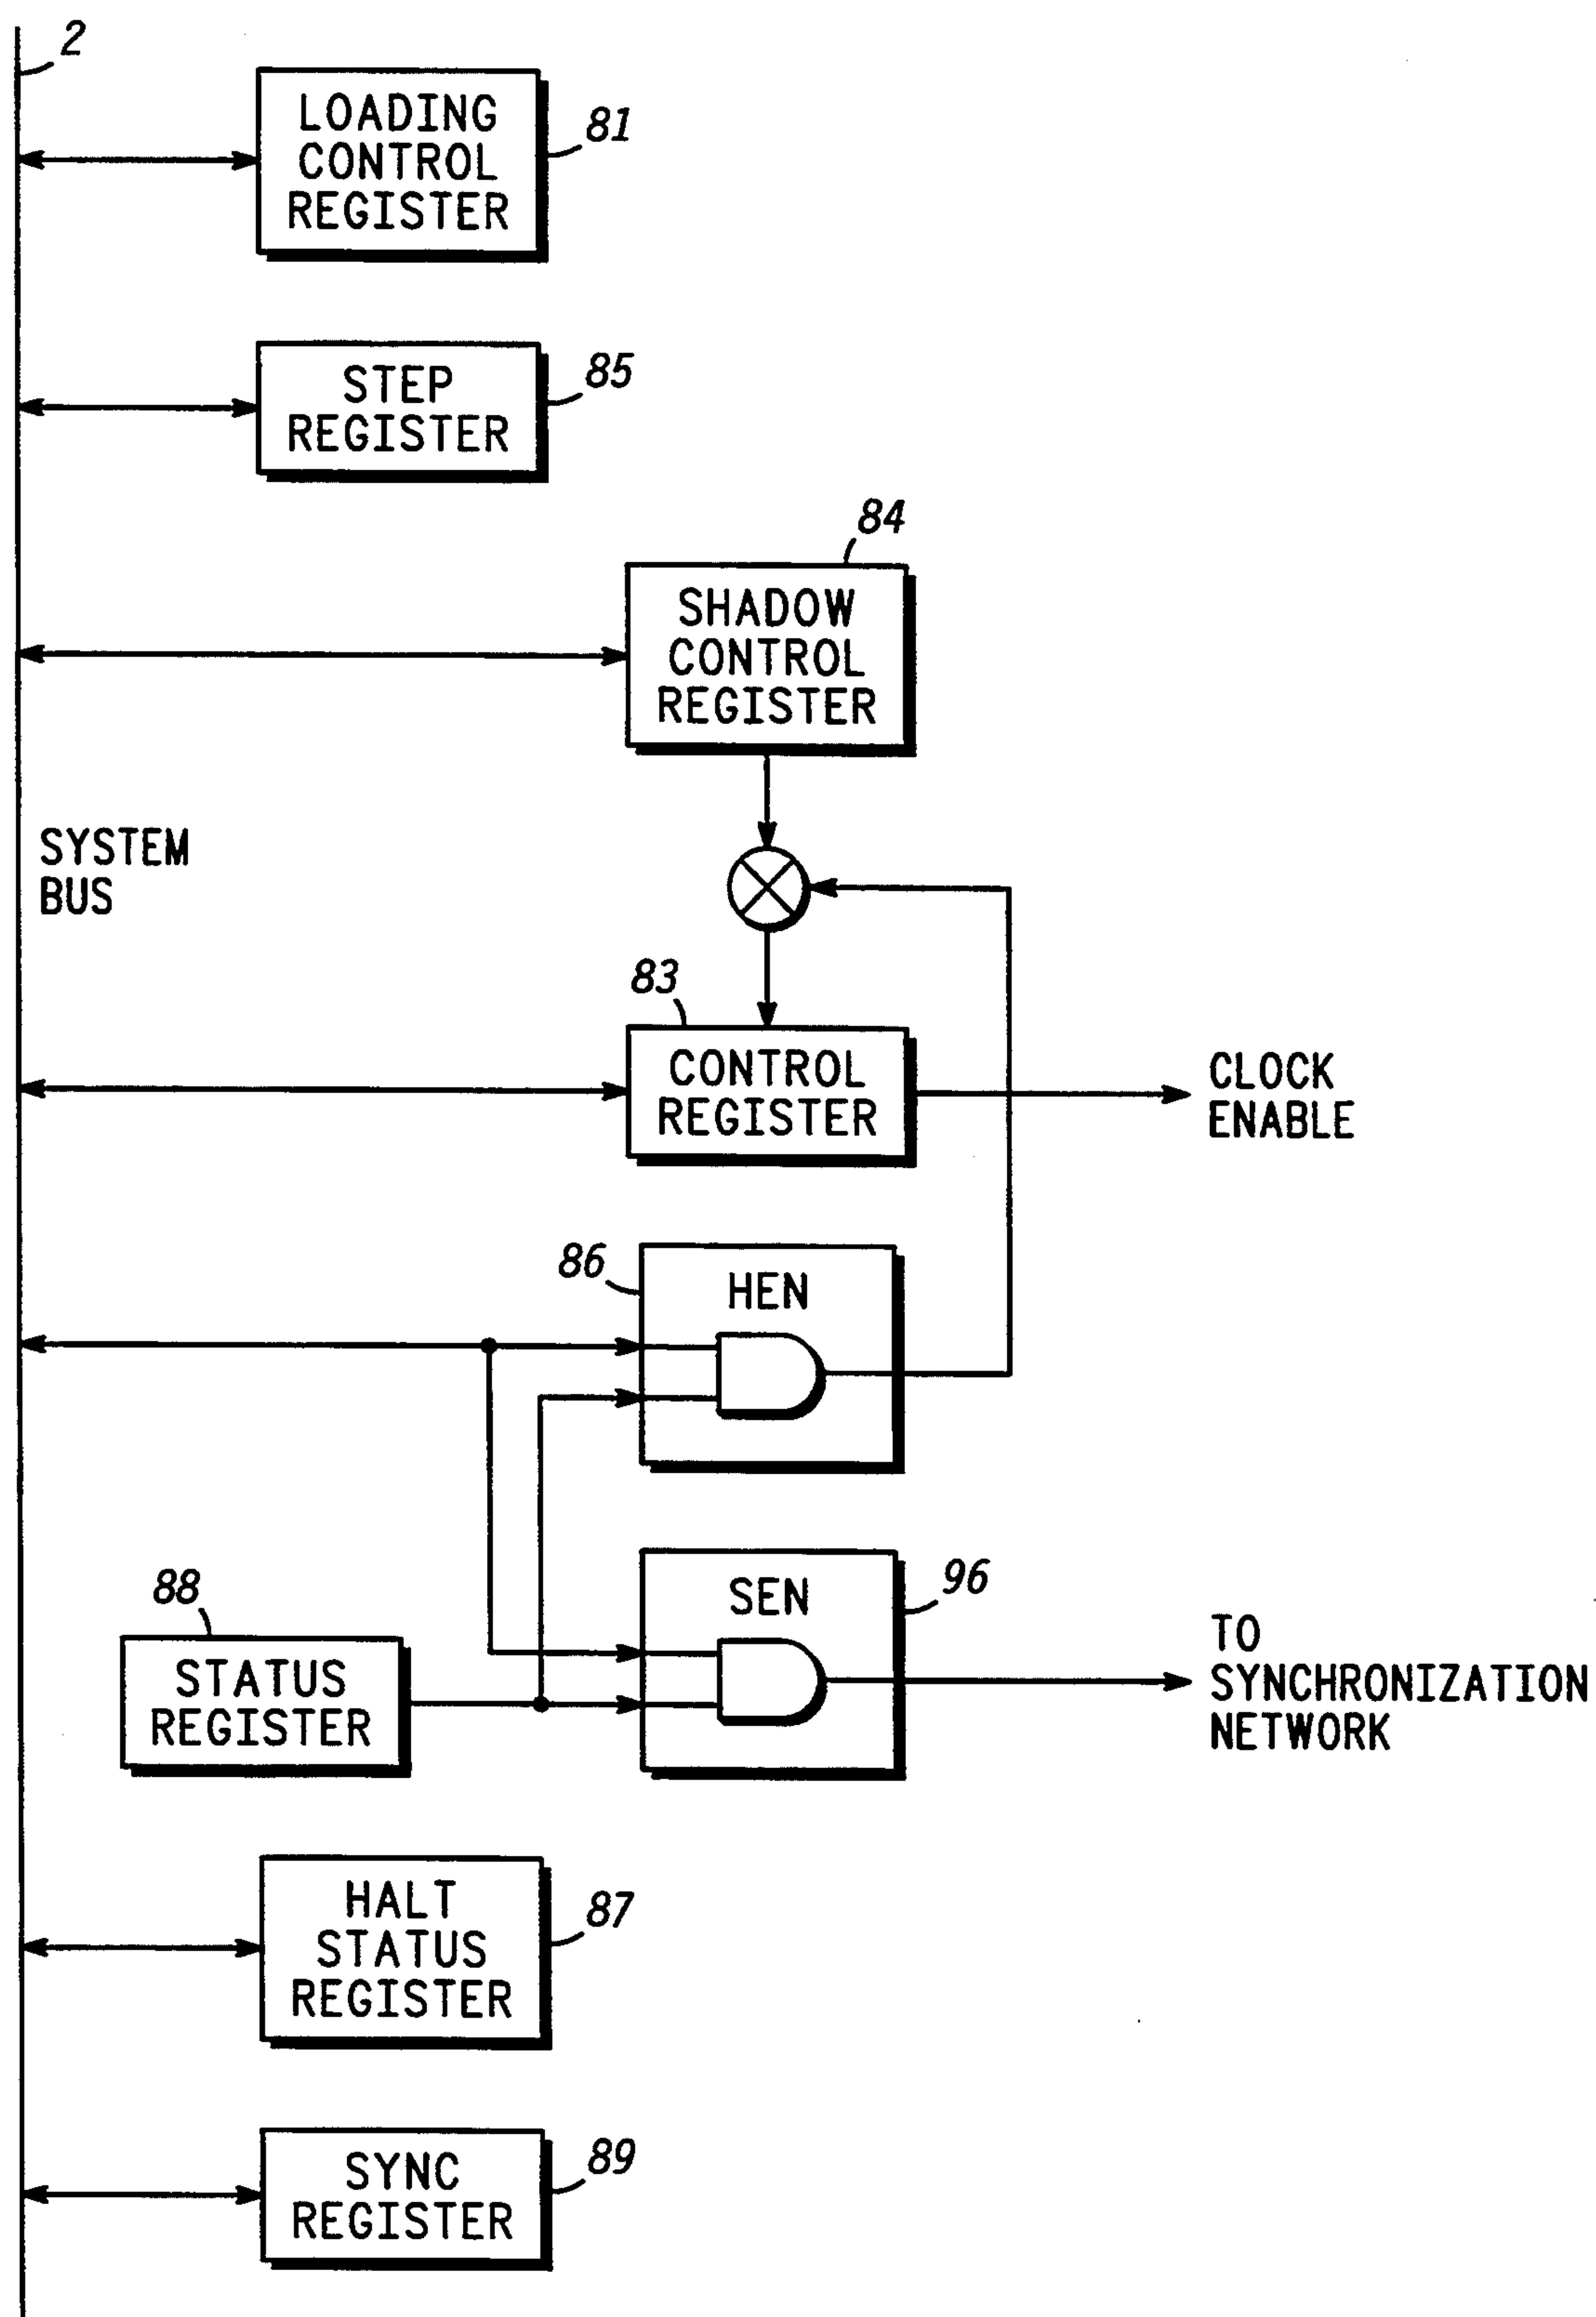 2
LOADING
CONTROL
REGISTER
81
STEP
REGISTER
85
84
SHADOW
CONTROL
REGISTER
SYSTEM
BUS
83
CONTROL
REGISTER
CLOCK
ENABLE
86
HEN
88
STATUS
REGISTER
SEN
96
TO
SYNCHRONIZATION
NETWORK
HALT
STATUS
REGISTER
87
SYNC
REGISTER
89